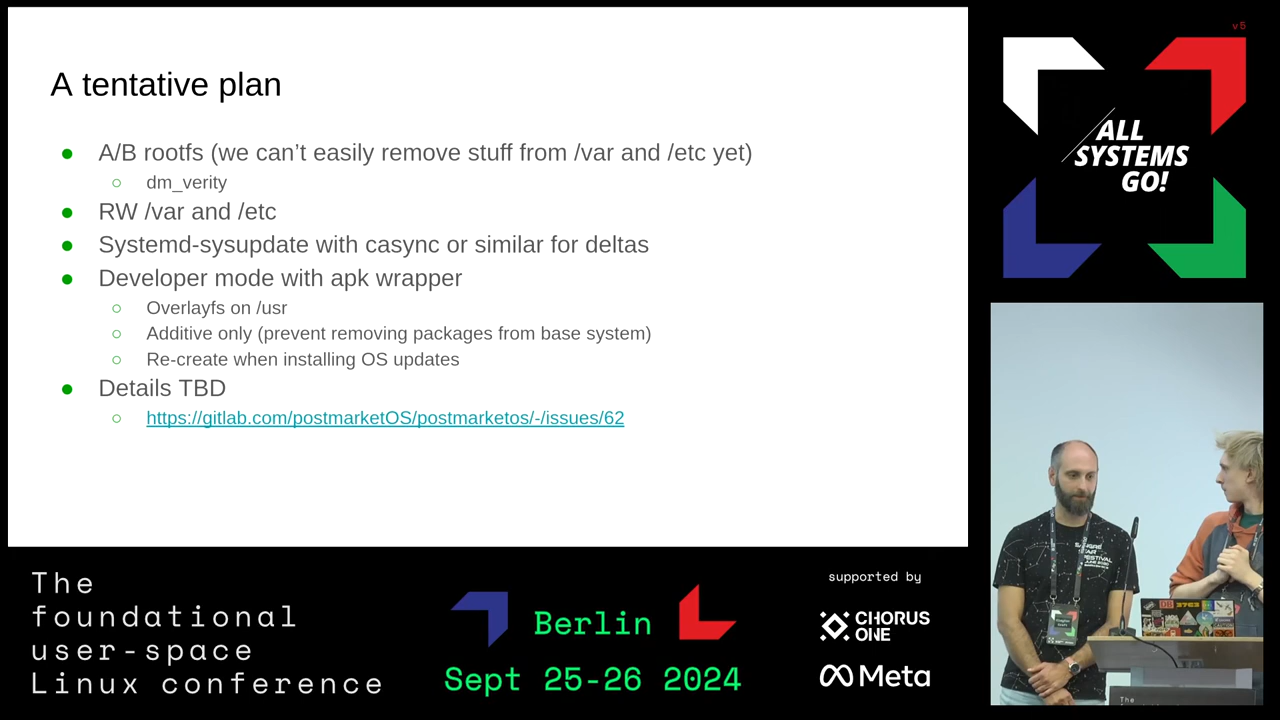 A tentative plan
● A/B rootfs (we can’t easily remove stuff from /var and /etc yet)
○ dm_verity
● RW /var and /etc
● Systemd-sysupdate with casync or similar for deltas
● Developer mode with apk wrapper
○ Overlayfs on /usr
○ Additive only (prevent removing packages from base system)
○ Re-create when installing OS updates
● Details TBD
○ https://gitlab.com/postmarketOS/postmarketos/-/issues/62
v5
ALL
SYSTEMS
GO!
The
foundational
user-space
Linux conference
Berlin
Sept 25-26 2024
supported by
CHORUS
ONE
Meta
The